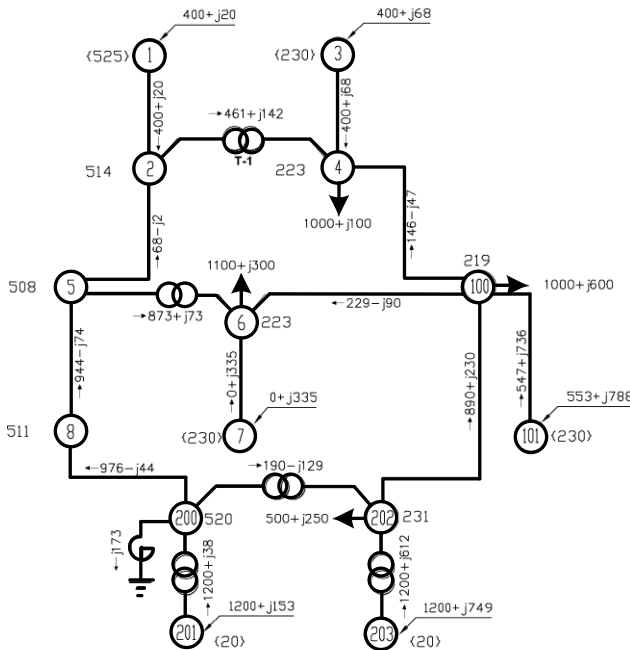 400+j20
400+j68
{525}
1
{230}
3
→400+j20
→400+j68
→461+j142
T-1
514
2
223
4
1000+j100
→68-j2
→146-j47
1100+j300
219
508
5
100
1000+j600
→873+j73
6
223
←229-j90
→944-j74
→0+j335
→890+j230
→547+j736
0+j335
553+j788
511
8
{230}
7
101
{230}
←976-j44
→190-j129
200
520
500+j250
202
231
←j173
→1200+j38
→1200+j612
1200+j153
1200+j749
201
{20}
203
{20}